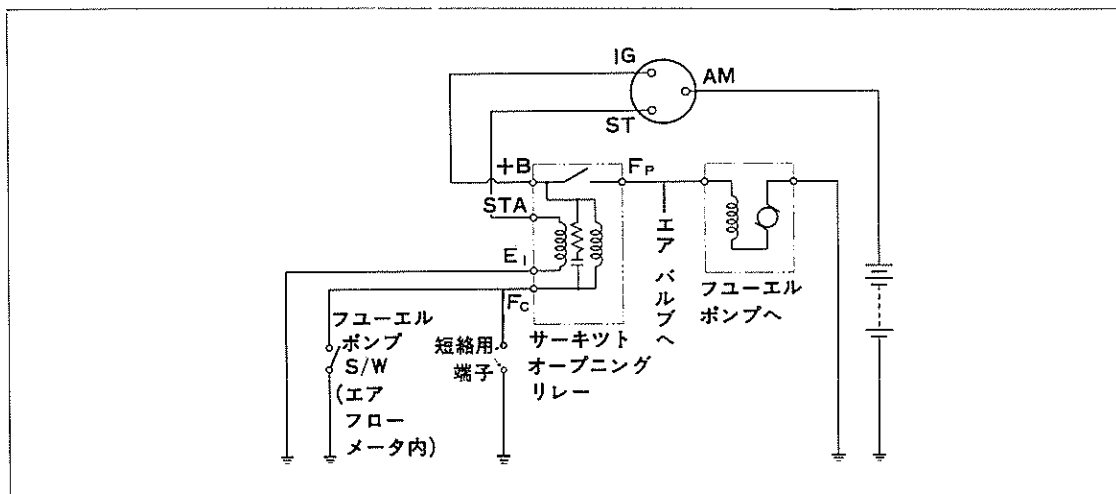 IG
AM
ST
+B
FP
STA
E1
FC
エア バルブへ
フユーエル
ポンプへ
フユーエル
ポンプ
S/W
(エア
フロー
メータ内)
短絡用
端子
サーキツト
オープニング
リレー